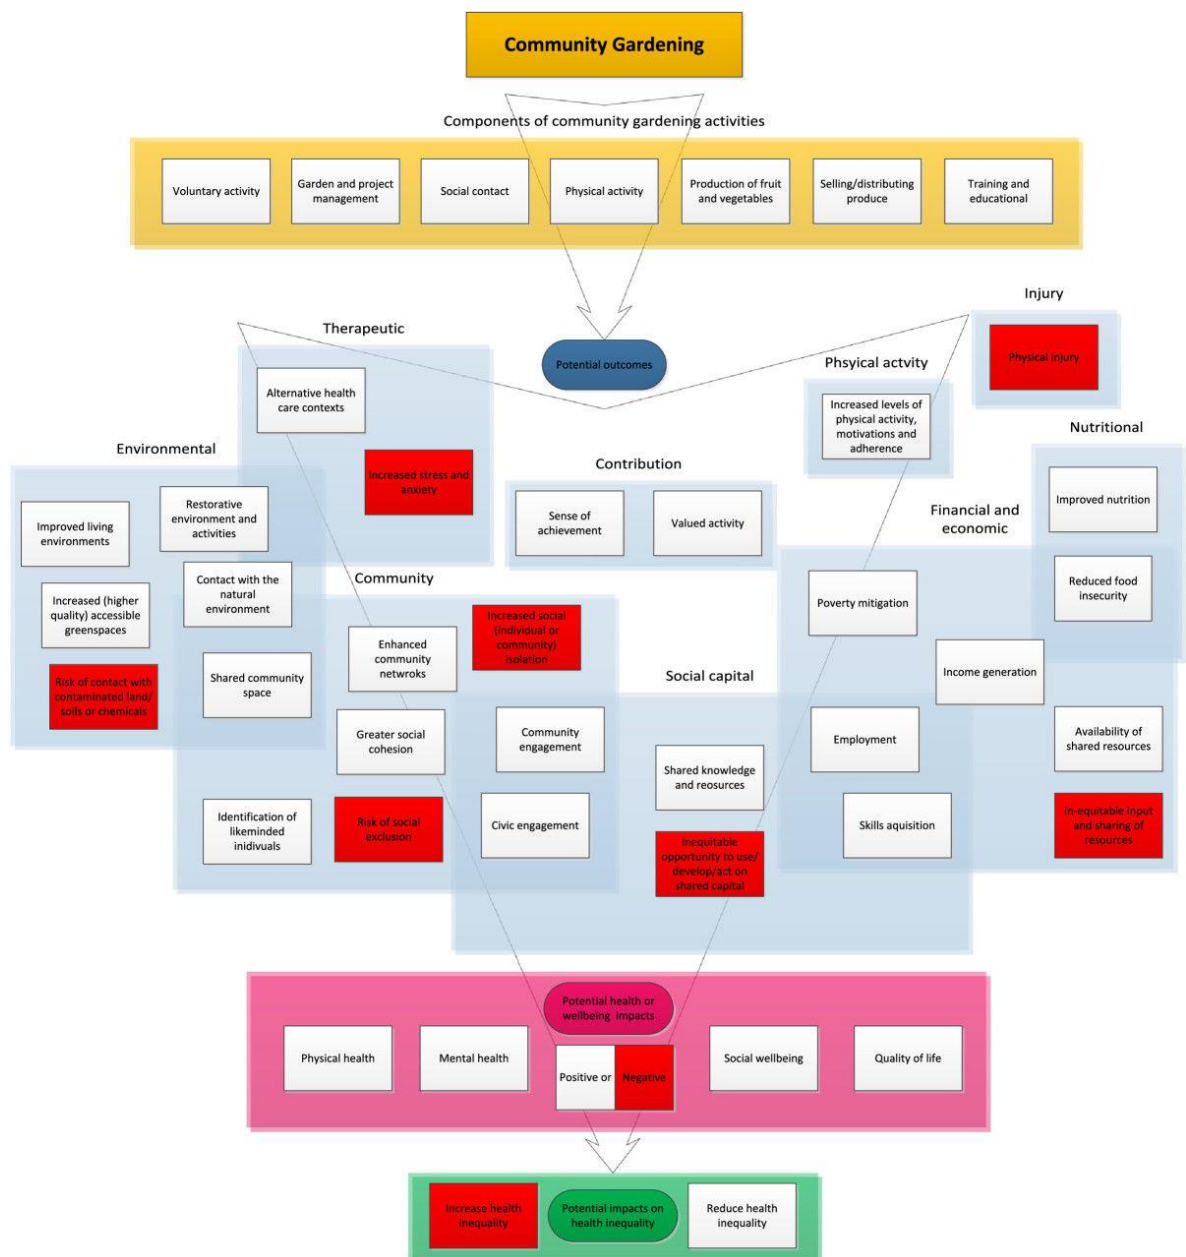 Community Gardening
Components of community gardening activities
Voluntary activity
Garden and project
management
Social contact
Physical activity
Production of fruit
and vegetables
Selling/distributing
produce
Training and
educational
Injury
Physical injury
Therapeutic
Potential outcomes
Alternative health
care contexts
Increased stress and
anxiety
Phsyical actvity
Increased levels of
physical activity,
motivations and
adherence
Nutritional
Improved nutrition
Reduced food
insecurity
Environmental
Improved living
environments
Restorative
environment and
activities
Increased (higher
quality) accessible
greenspaces
Contact with the
natural
environment
Risk of contact with
contaminated land/
soils or chemicals
Shared community
space
Contribution
Sense of
achievement
Valued activity
Financial and
economic
Poverty mitigation
Income generation
Employment
Availability of
shared resources
Skills aquisition
In-equitable input
and sharing of
resources
Community
Enhanced
community
netwroks
Increased social
(individual or
community)
isolation
Greater social
cohesion
Community
engagement
Identification of
likeminded
inidivuals
Risk of social
exclusion
Civic engagement
Social capital
Shared knowledge
and reosurces
Inequitable
opportunity to use/
develop/act on
shared capital
Potential health or
wellbeing impacts
Physical health
Mental health
Positive or
Negative
Social wellbeing
Quality of life
Increase health
inequality
Potential impacts on
health inequality
Reduce health
inequality